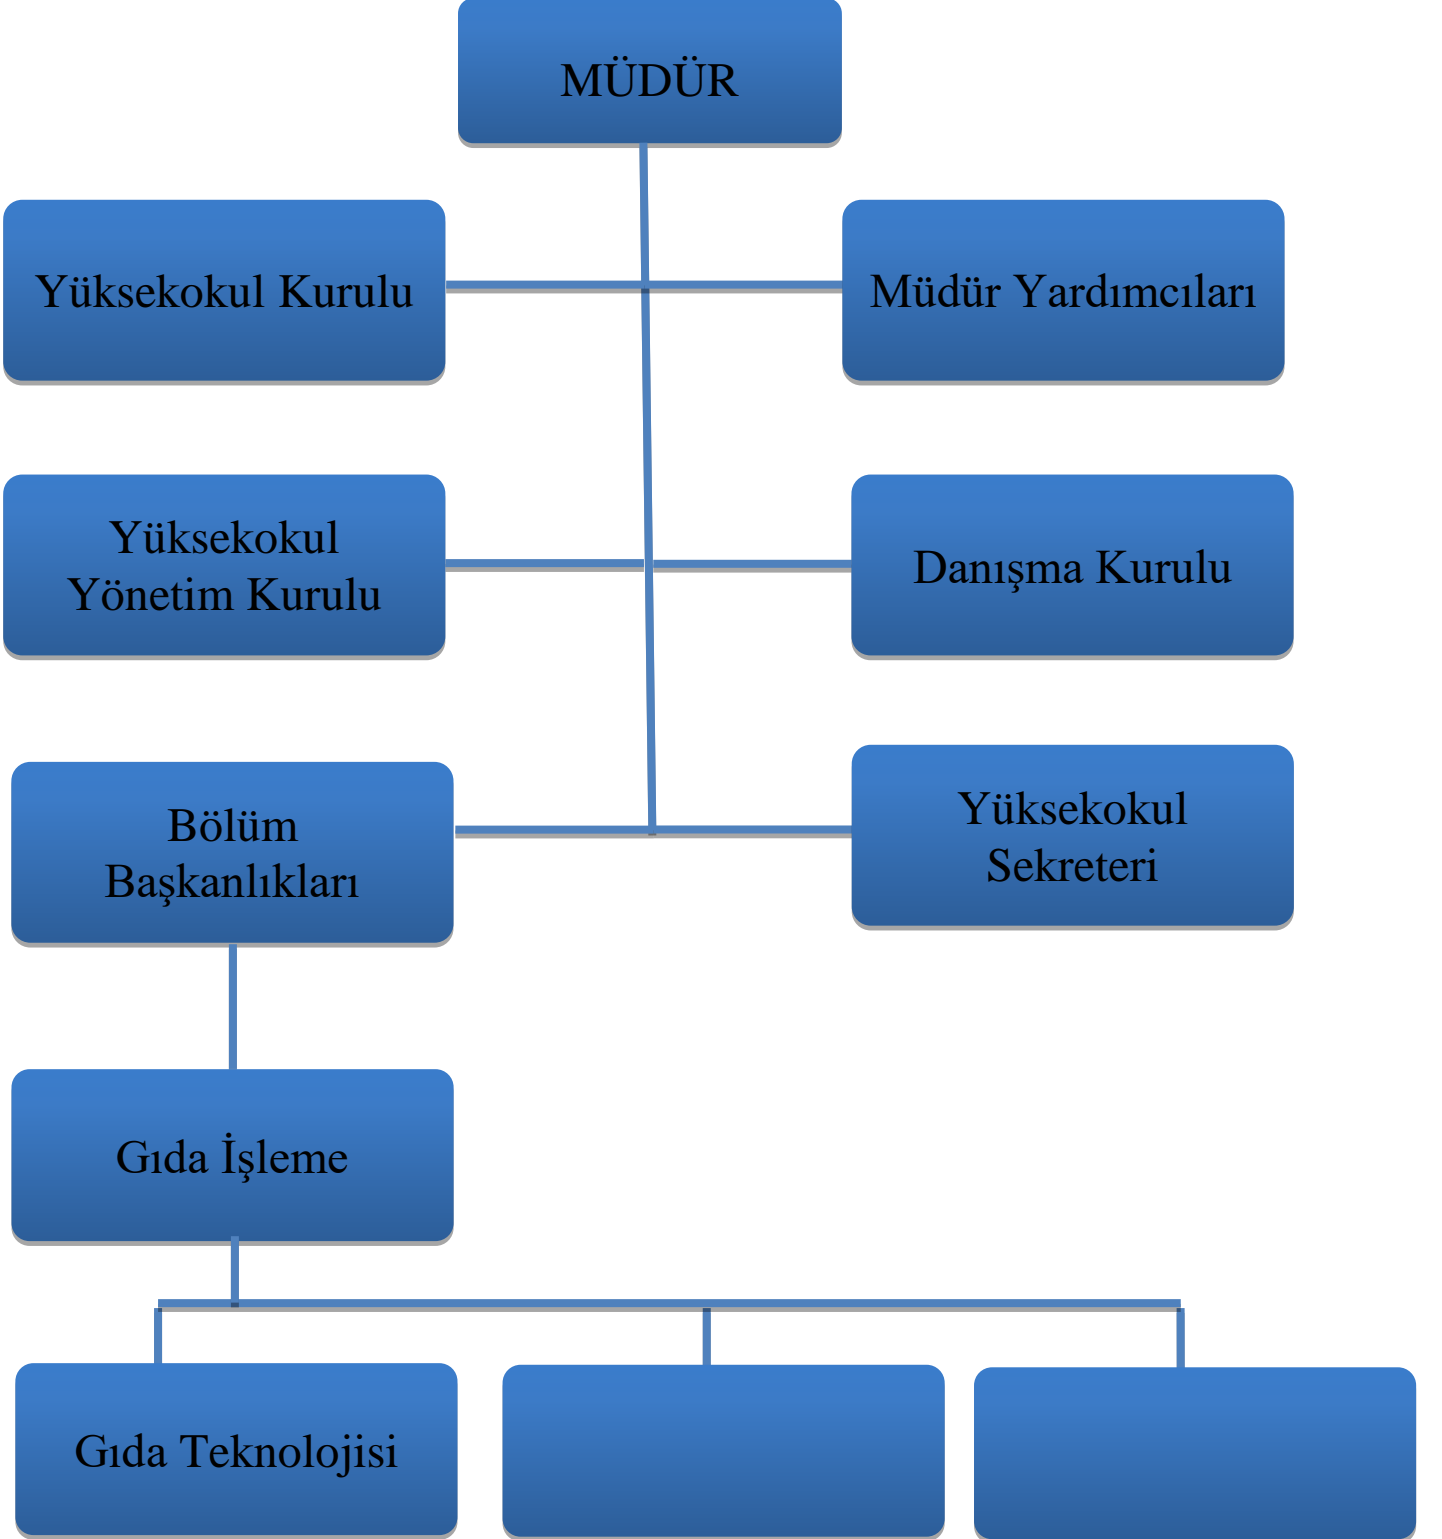 MÜDÜR
Yüksekokul Kurulu
Müdür Yardımcıları
Yüksekokul
Yönetim Kurulu
Danışma Kurulu
Bölüm
Başkanlıkları
Yüksekokul
Sekreteri
Gıda İşleme
Gıda Teknolojisi